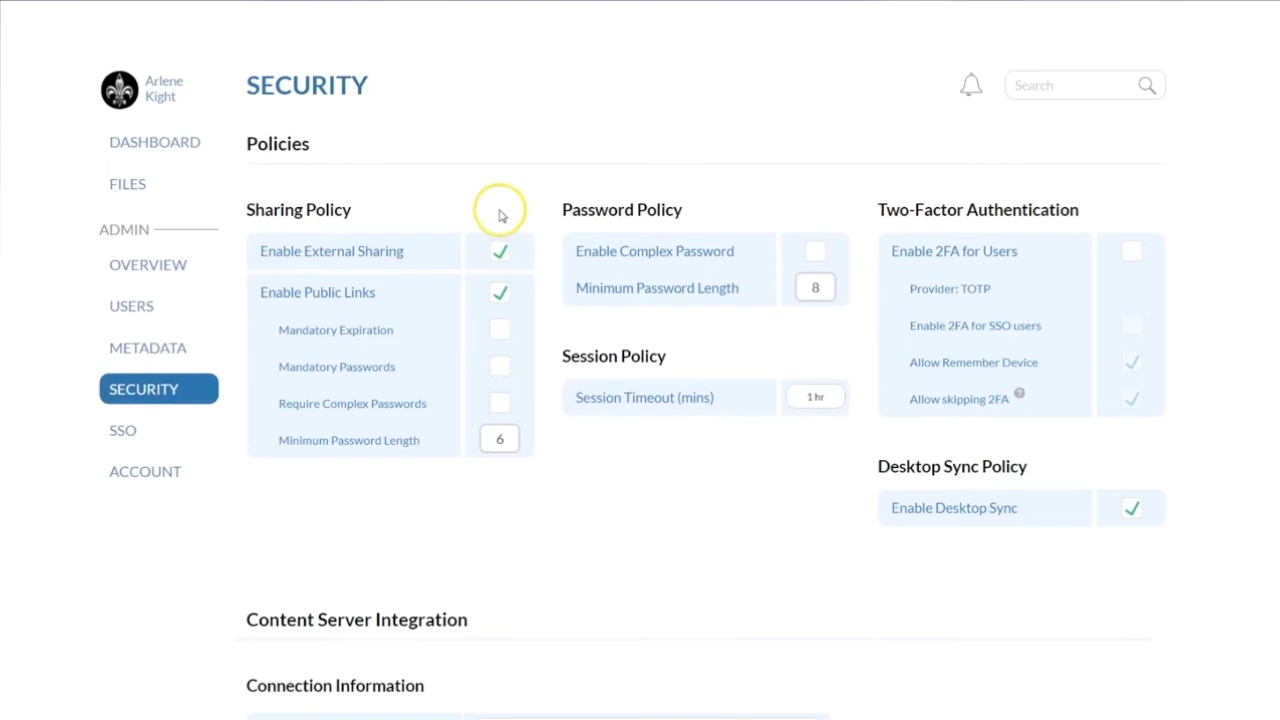 Arlene
Kight
SECURITY
Search
DASHBOARD
FILES
ADMIN
OVERVIEW
USERS
METADATA
SECURITY
SSO
ACCOUNT
Policies
Sharing Policy
Enable External Sharing
Enable Public Links
Mandatory Expiration
Mandatory Passwords
Require Complex Passwords
Minimum Password Length
6
Password Policy
Enable Complex Password
Minimum Password Length
8
Session Policy
Session Timeout (mins)
1 hr
Two-Factor Authentication
Enable 2FA for Users
Provider: TOTP
Enable 2FA for SSO users
Allow Remember Device
Allow skipping 2FA ?
Desktop Sync Policy
Enable Desktop Sync
Content Server Integration
Connection Information